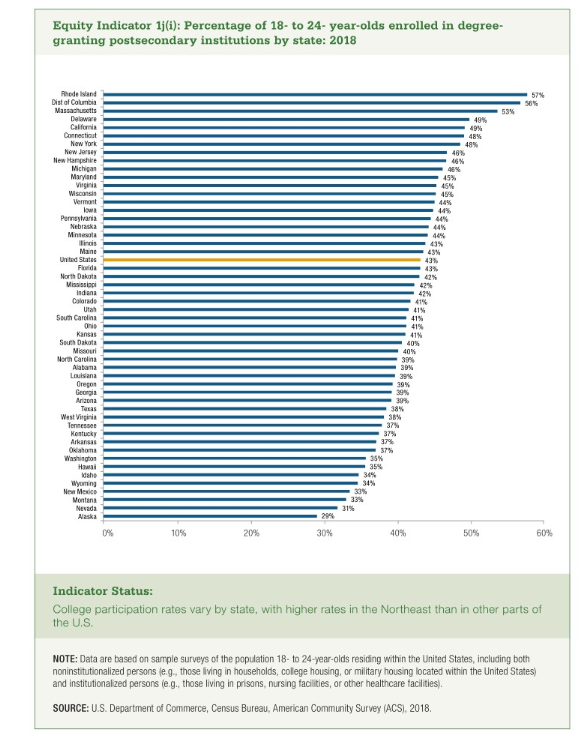 Equity Indicator 1j(i): Percentage of 18- to 24- year-olds enrolled in degree-
granting postsecondary institutions by state: 2018
Rhode Island 57%
Dist of Columbia 56%
Massachusetts 53%
Delaware 49%
California 49%
Connecticut 48%
New York 48%
New Jersey 46%
New Hampshire 46%
Michigan 46%
Maryland 45%
Virginia 45%
Wisconsin 45%
Vermont 44%
Iowa 44%
Pennsylvania 44%
Nebraska 44%
Minnesota 44%
Illinois 43%
Maine 43%
United States 43%
Florida 43%
North Dakota 42%
Mississippi 42%
Indiana 42%
Colorado 41%
Utah 41%
South Carolina 41%
Ohio 41%
Kansas 41%
South Dakota 40%
Missouri 40%
North Carolina 39%
Alabama 39%
Louisiana 39%
Oregon 39%
Georgia 39%
Arizona 39%
Texas 38%
West Virginia 38%
Tennessee 37%
Kentucky 37%
Arkansas 37%
Oklahoma 37%
Washington 35%
Hawaii 35%
Idaho 34%
Wyoming 34%
New Mexico 33%
Montana 33%
Nevada 31%
Alaska 29%
0% 10% 20% 30% 40% 50% 60%
Indicator Status:
College participation rates vary by state, with higher rates in the Northeast than in other parts of
the U.S.
NOTE: Data are based on sample surveys of the population 18- to 24-year-olds residing within the United States, including both
noninstitutionalized persons (e.g., those living in households, college housing, or military housing located within the United States)
and institutionalized persons (e.g., those living in prisons, nursing facilities, or other healthcare facilities).
SOURCE: U.S. Department of Commerce, Census Bureau, American Community Survey (ACS), 2018.